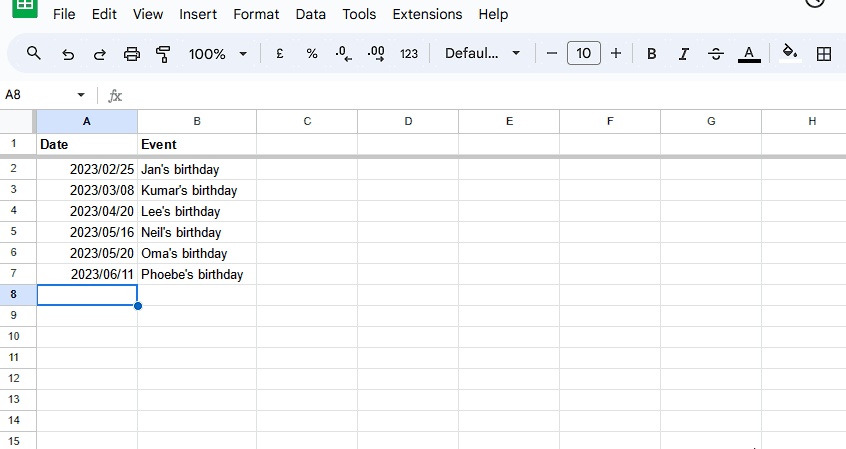 File Edit View Insert Format Data Tools Extensions Help
100% £ % .0 .00 123 Defaul... 10 B I S A
A8 fx
A B C D E F G H
1 Date Event
2 2023/02/25 Jan's birthday
3 2023/03/08 Kumar's birthday
4 2023/04/20 Lee's birthday
5 2023/05/16 Neil's birthday
6 2023/05/20 Oma's birthday
7 2023/06/11 Phoebe's birthday
8
9
10
11
12
13
14
15